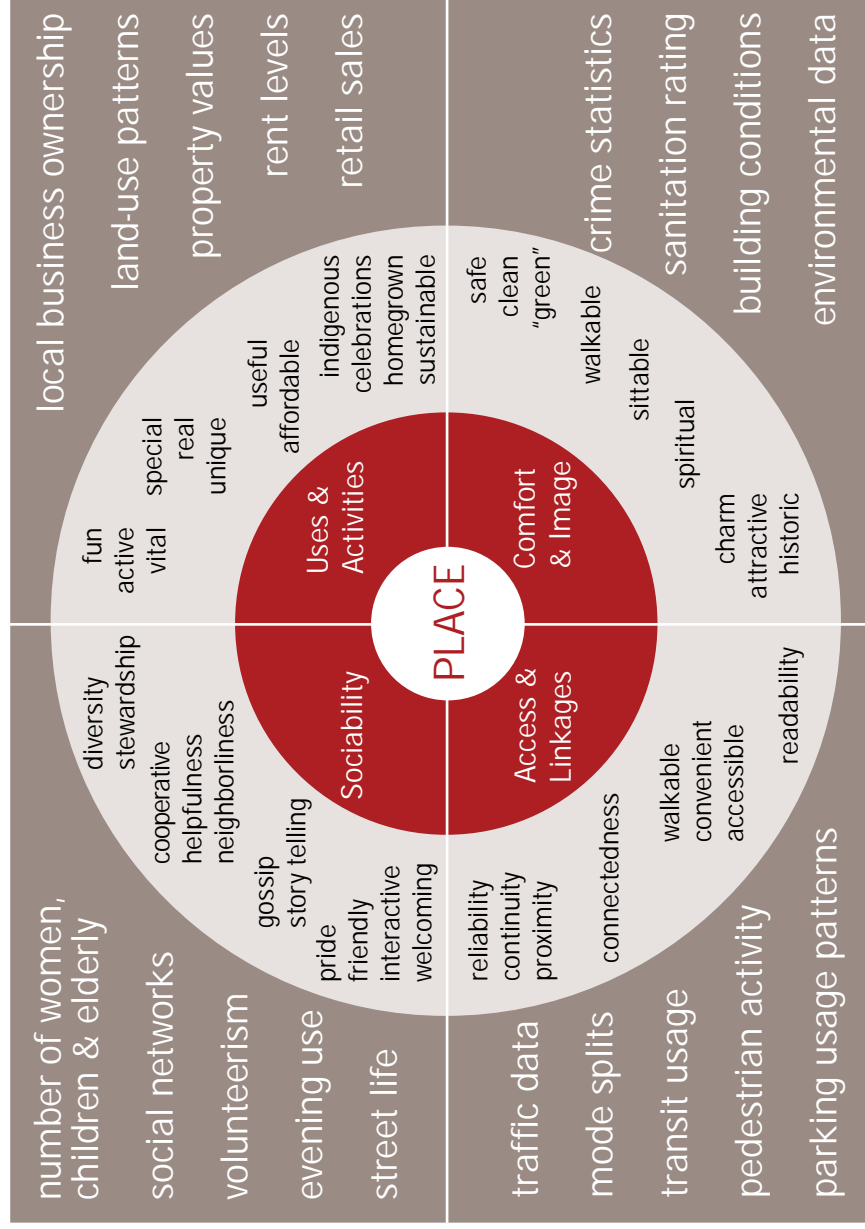 number of women,
children & elderly
social networks
volunteerism
evening use
street life
diversity
stewardship
cooperative
helpfulness
neighborliness
gossip
story telling
pride
friendly
interactive
welcoming
Sociability
local business ownership
land-use patterns
property values
rent levels
retail sales
fun
active
vital
special
real
unique
useful
affordable
indigenous
celebrations
homegrown
sustainable
Uses &
Activities
PLACE
Access &
Linkages
reliability
continuity
proximity
connectedness
walkable
convenient
accessible
readability
traffic data
mode splits
transit usage
pedestrian activity
parking usage patterns
Comfort
& Image
safe
clean
“green”
walkable
sittable
spiritual
charm
attractive
historic
crime statistics
sanitation rating
building conditions
environmental data